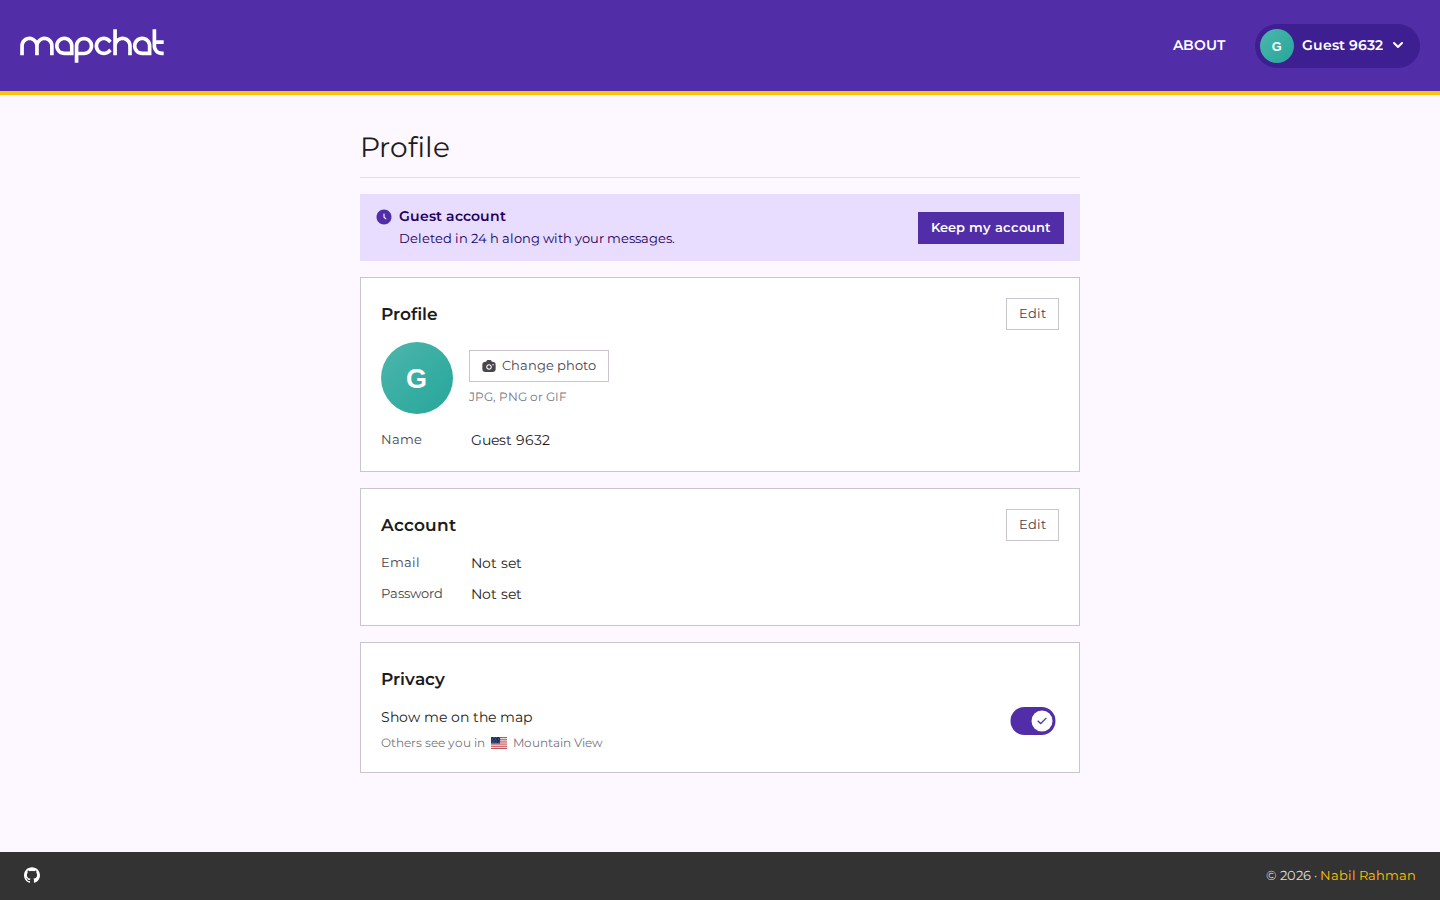 mapchat
ABOUT
G
Guest 9632
Profile
Guest account
Deleted in 24 h along with your messages.
Keep my account
Profile
Edit
G
Change photo
JPG, PNG or GIF
Name
Guest 9632
Account
Edit
Email
Not set
Password
Not set
Privacy
Show me on the map
Others see you in Mountain View
© 2026 · Nabil Rahman